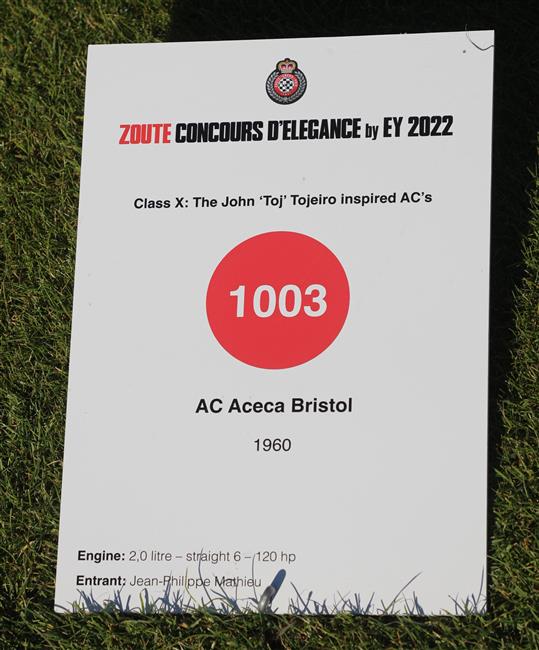 ZOUTE CONCOURS D'ELEGANCE by EY 2022
Class X: The John ‘Toj’ Tojeiro inspired AC’s
1003
AC Aceca Bristol
1960
Engine: 2,0 litre – straight 6 – 120 hp
Entrant: Jean-Philippe Mathieu